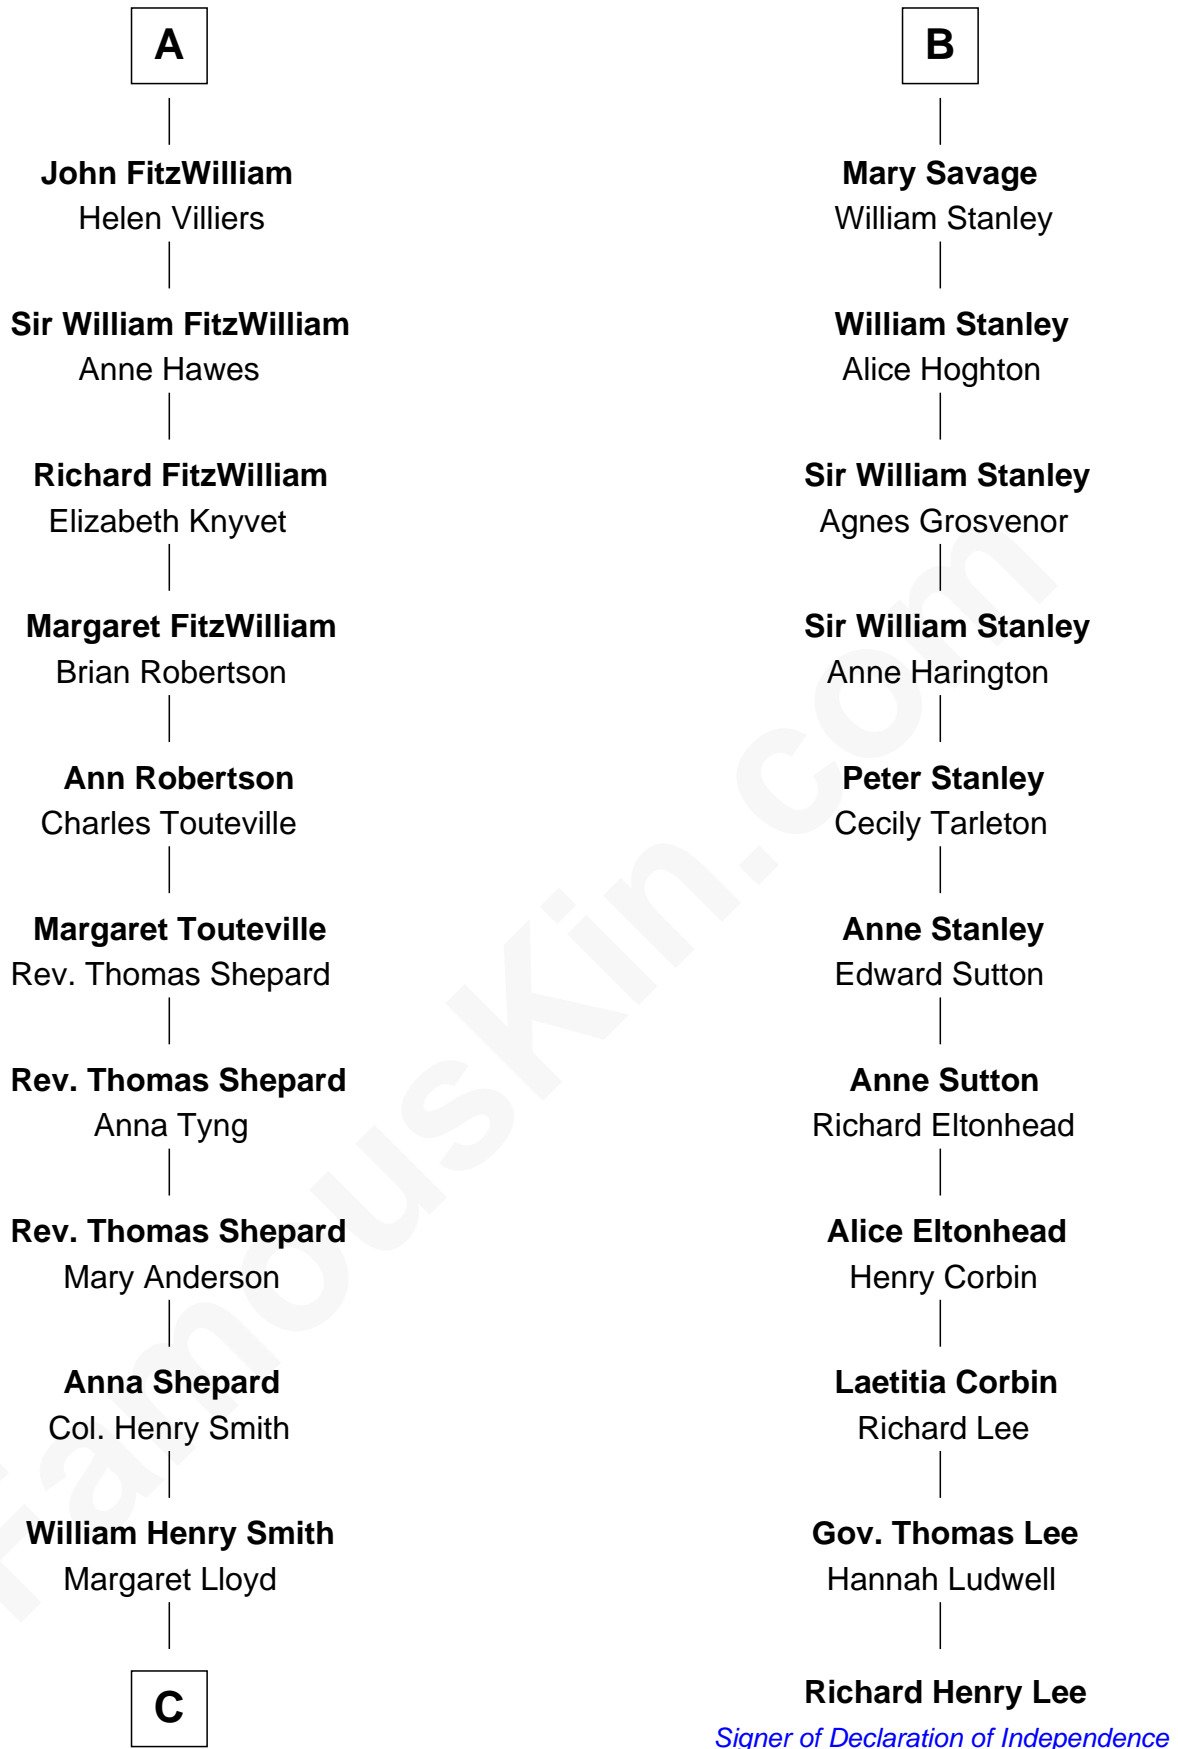 A
John FitzWilliam
Helen Villiers
Sir William FitzWilliam
Anne Hawes
Richard FitzWilliam
Elizabeth Knyvet
Margaret FitzWilliam
Brian Robertson
Ann Robertson
Charles Touteville
Margaret Touteville
Rev. Thomas Shepard
Rev. Thomas Shepard
Anna Tyng
Rev. Thomas Shepard
Mary Anderson
Anna Shepard
Col. Henry Smith
William Henry Smith
Margaret Lloyd
C
B
Mary Savage
William Stanley
William Stanley
Alice Hoghton
Sir William Stanley
Agnes Grosvenor
Sir William Stanley
Anne Harington
Peter Stanley
Cecily Tarleton
Anne Stanley
Edward Sutton
Anne Sutton
Richard Eltonhead
Alice Eltonhead
Henry Corbin
Laetitia Corbin
Richard Lee
Gov. Thomas Lee
Hannah Ludwell
Richard Henry Lee
Signer of Declaration of Independence
FamousKin.com